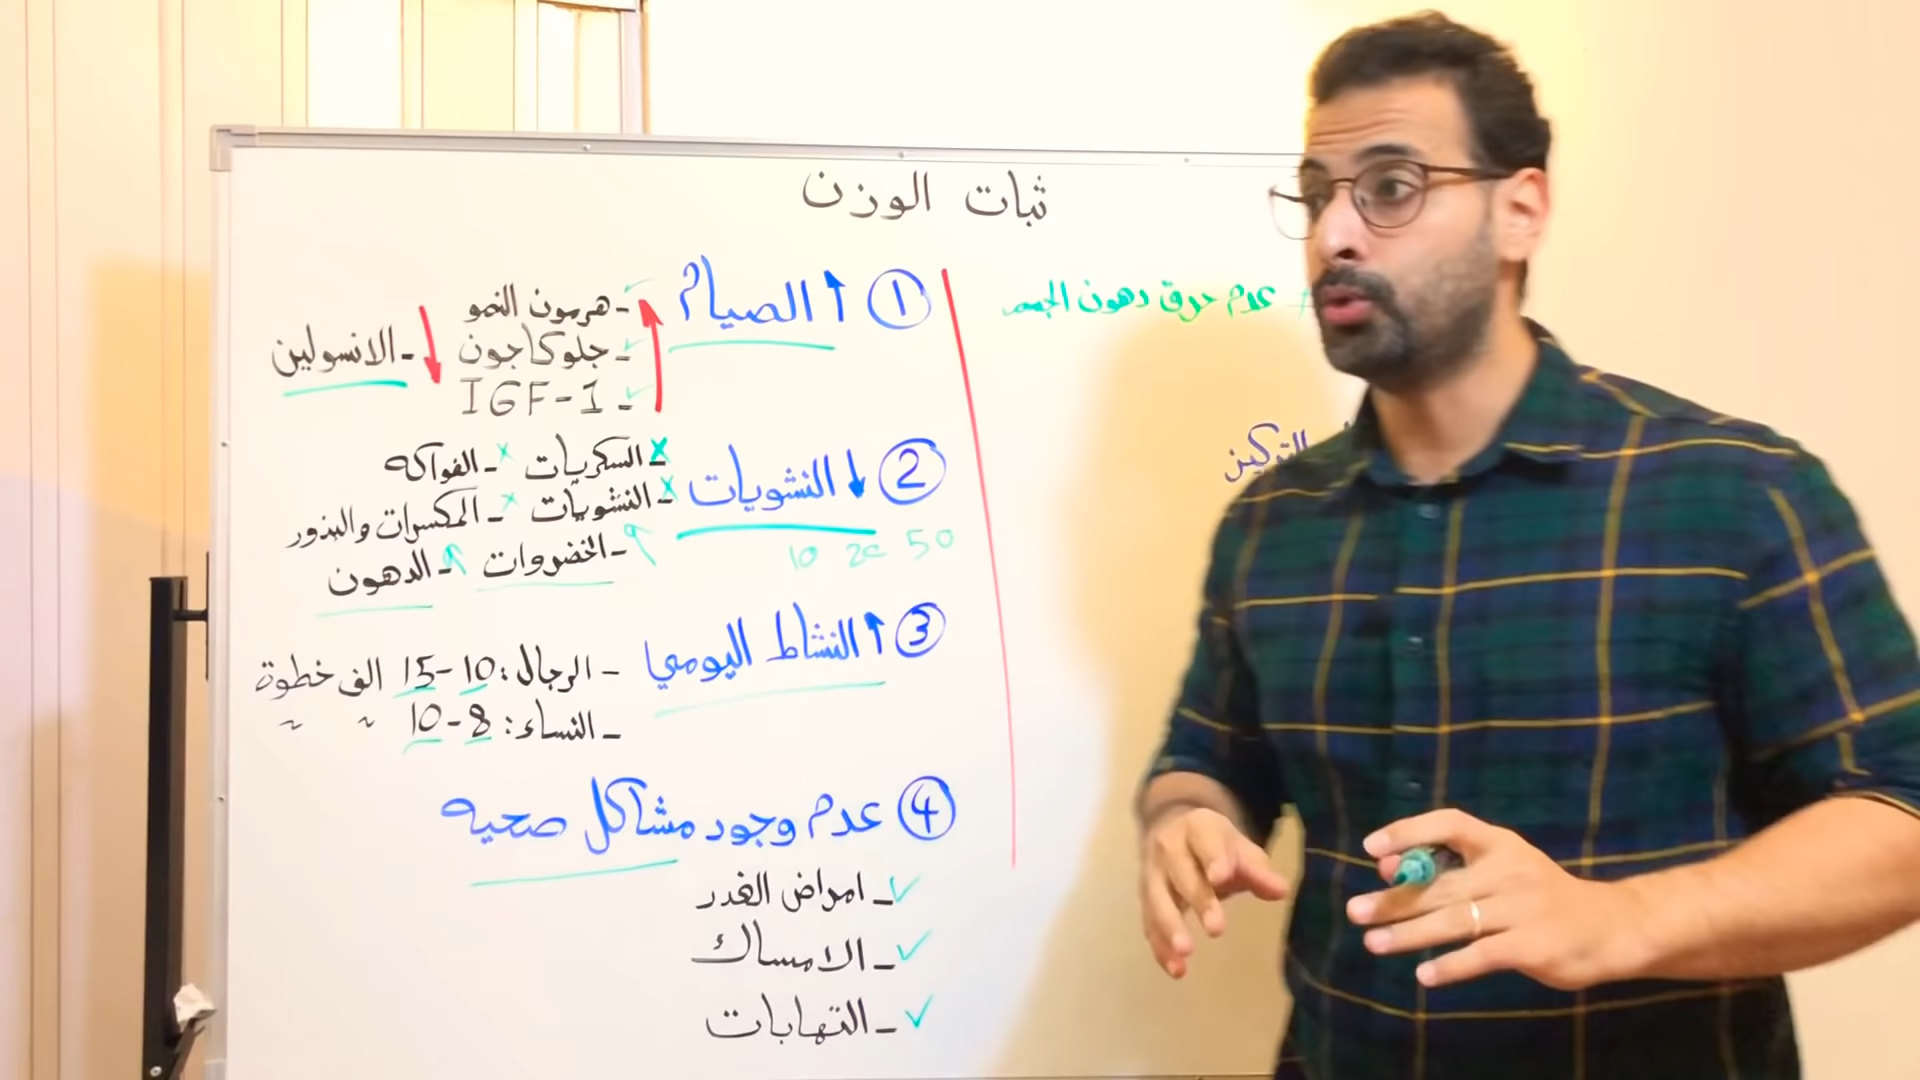 ثبات الوزن
عدم حرق دهون الجسم
التركيز
① ↑ الصيام
- هرمون النمو
- جلوكاجون
- IGF-1
- الانسولين
② ↓ النشويات
50 20 10
- السكريات
- النشويات
- الخضروات
- الفواكه
- المكسرات والبذور
- الدهون
③ ↑ النشاط اليومي
- الرجال: 10-15 الف خطوة
- النساء: 8-10 " "
④ عدم وجود مشاكل صحيه
- امراض الغدد
- الامساك
- التهابات